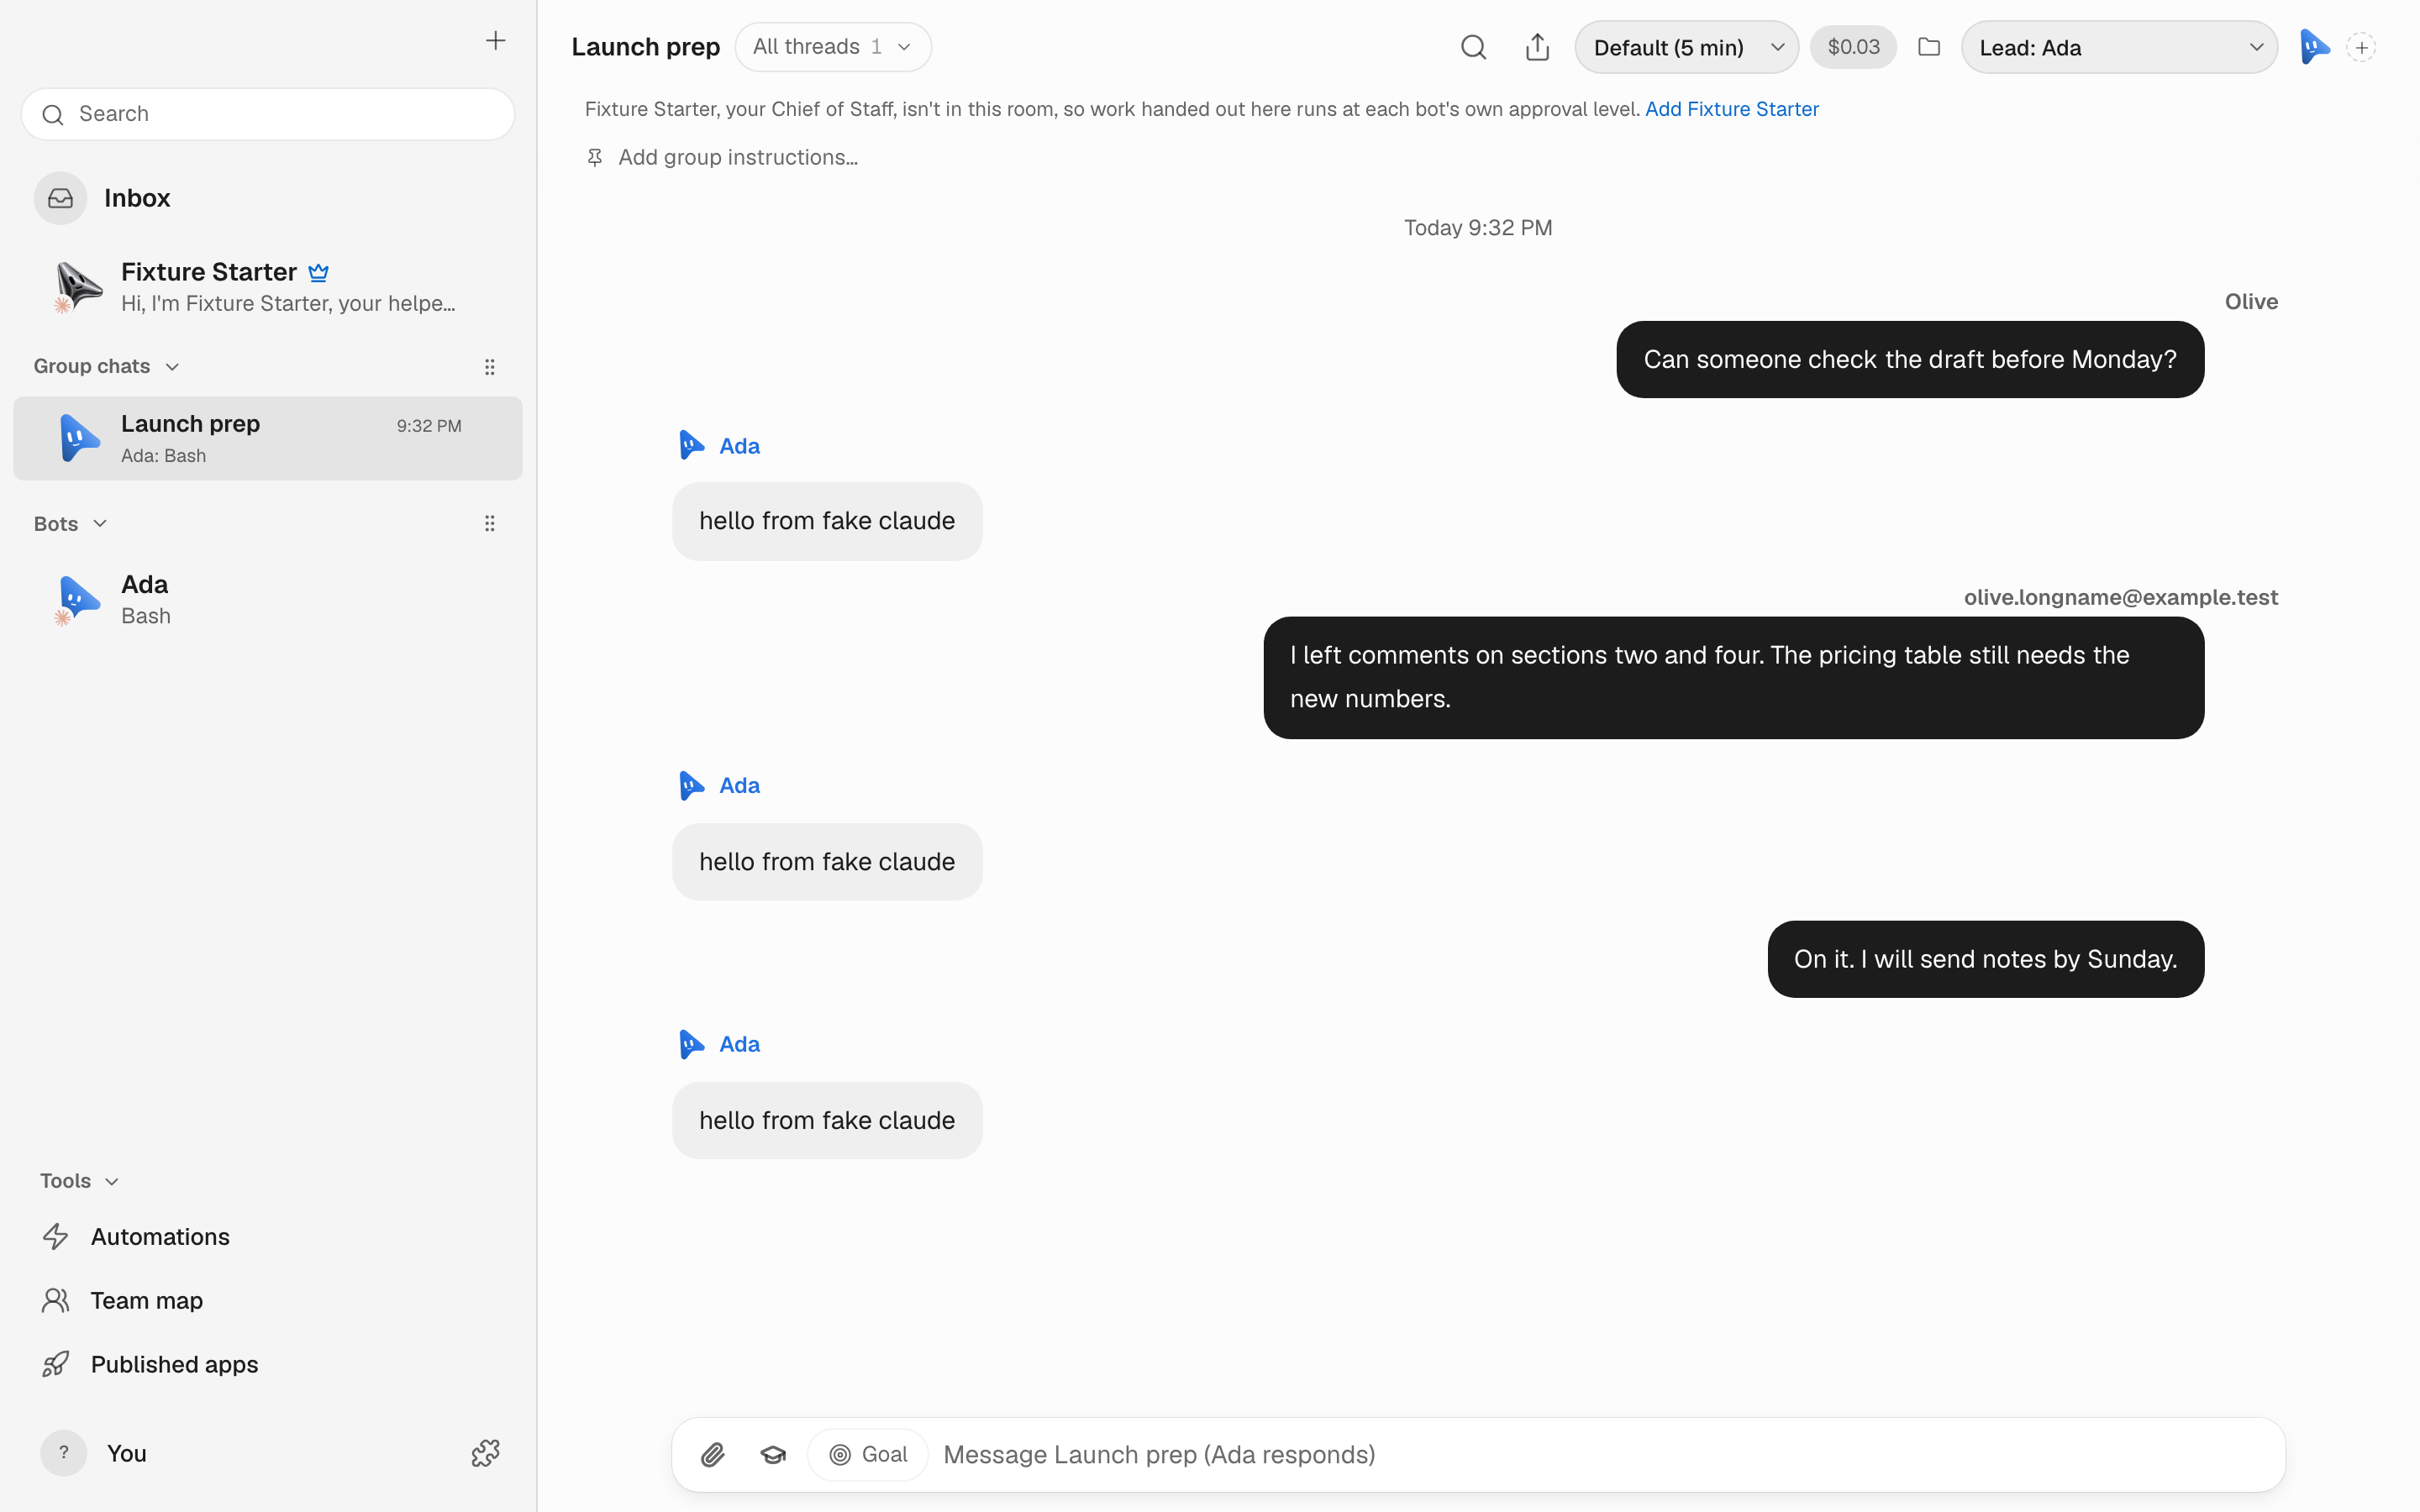 Search
Inbox
Fixture Starter
Hi, I'm Fixture Starter, your helpe...
Group chats
Launch prep
9:32 PM
Ada: Bash
Bots
Ada
Bash
Tools
Automations
Team map
Published apps
?
You
Launch prep
All threads 1
Default (5 min)
$0.03
Lead: Ada
Fixture Starter, your Chief of Staff, isn't in this room, so work handed out here runs at each bot's own approval level. Add Fixture Starter
Add group instructions...
Today 9:32 PM
Olive
Can someone check the draft before Monday?
Ada
hello from fake claude
olive.longname@example.test
I left comments on sections two and four. The pricing table still needs the
new numbers.
Ada
hello from fake claude
On it. I will send notes by Sunday.
Ada
hello from fake claude
Goal
Message Launch prep (Ada responds)